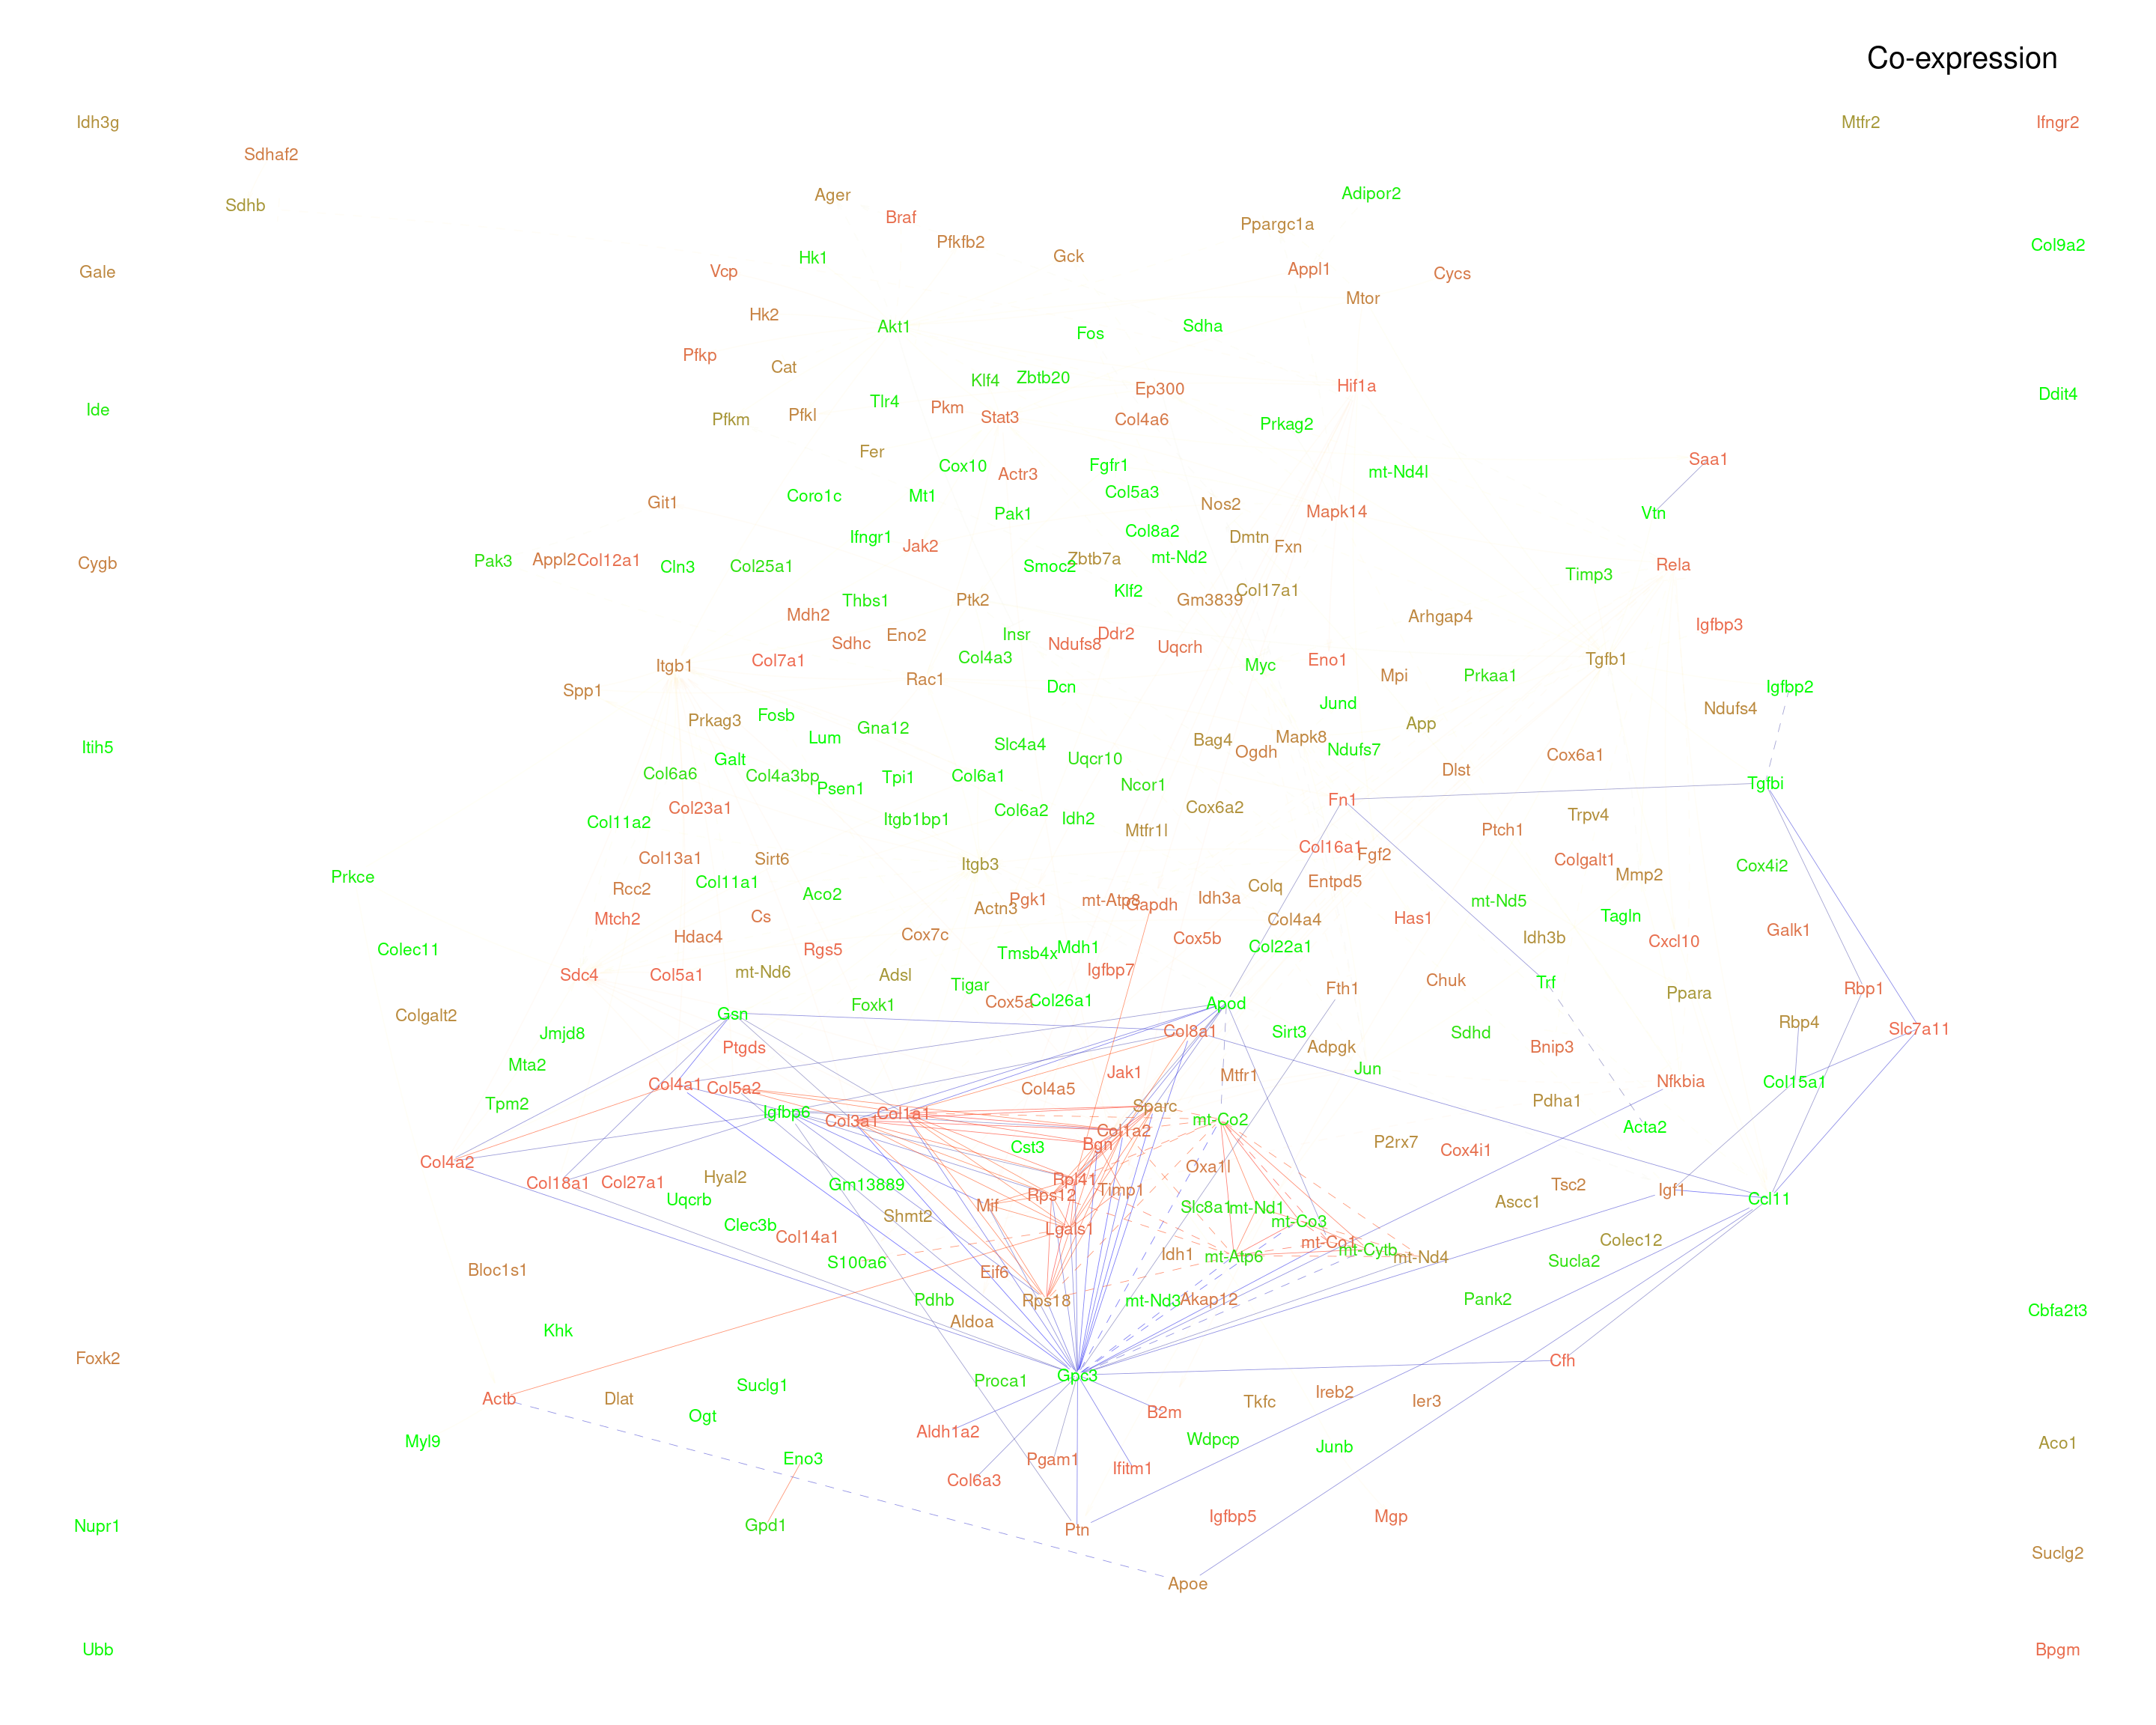 Co-expression
Idh3g
Mtfr2
Ifngr2
Sdhaf2
Ager
Adipor2
Sdhb
Braf
Ppargc1a
Pfkfb2
Col9a2
Gck
Hk1
Gale
Vcp
Appl1
Cycs
Mtor
Hk2
Akt1
Sdha
Fos
Pfkp
Cat
Zbtb20
Klf4
Hif1a
Ep300
Ddit4
Tlr4
Pkm
Ide
Pfkl
Stat3
Pfkm
Col4a6
Prkag2
Fer
Saa1
Cox10
Fgfr1
mt-Nd4l
Actr3
Col5a3
Coro1c
Mt1
Git1
Nos2
Pak1
Mapk14
Vtn
Col8a2
Ifngr1
Dmtn
Jak2
Fxn
Zbtb7a
mt-Nd2
Pak3
Appl2
Col12a1
Cygb
Cln3
Col25a1
Smoc2
Rela
Timp3
Klf2
Col17a1
Thbs1
Ptk2
Gm3839
Mdh2
Arhgap4
Igfbp3
Insr
Ddr2
Eno2
Sdhc
Ndufs8
Uqcrh
Col4a3
Col7a1
Eno1
Tgfb1
Itgb1
Myc
Mpi
Prkaa1
Rac1
Dcn
Igfbp2
Spp1
Jund
Ndufs4
Fosb
Prkag3
App
Gna12
Lum
Mapk8
Bag4
Slc4a4
Itih5
Ndufs7
Ogdh
Cox6a1
Galt
Uqcr10
Dlst
Col6a6
Col4a3bp
Tpi1
Col6a1
Ncor1
Tgfbi
Psen1
Fn1
Col23a1
Cox6a2
Col6a2
Trpv4
Idh2
Itgb1bp1
Col11a2
Mtfr1l
Ptch1
Col16a1
Fgf2
Col13a1
Sirt6
Colgalt1
Itgb3
Cox4i2
Mmp2
Prkce
Col11a1
Entpd5
Colq
Rcc2
Aco2
Idh3a
Pgk1
mt-Atp8
mt-Nd5
Gapdh
Actn3
Tagln
Cs
Has1
Mtch2
Col4a4
Galk1
Cox7c
Hdac4
Idh3b
Cox5b
Cxcl10
Col22a1
Mdh1
Colec11
Rgs5
Tmsb4x
Igfbp7
mt-Nd6
Sdc4
Col5a1
Adsl
Chuk
Trf
Tigar
Fth1
Rbp1
Ppara
Col26a1
Cox5a
Apod
Foxk1
Gsn
Colgalt2
Rbp4
Slc7a11
Col8a1
Sirt3
Sdhd
Jmjd8
Ptgds
Adpgk
Bnip3
Mta2
Jun
Jak1
Mtfr1
Nfkbia
Col15a1
Col4a1
Col5a2
Col4a5
Pdha1
Tpm2
Sparc
Igfbp6
Col1a1
Col3a1
mt-Co2
Acta2
Col1a2
P2rx7
Bgn
Cst3
Cox4i1
Col4a2
Oxa1l
Hyal2
Rpl41
Col18a1
Col27a1
Gm13889
Tsc2
Timp1
Igf1
Rps12
Uqcrb
Ccl11
Ascc1
Mif
Slc8a1
mt-Nd1
Shmt2
mt-Co3
Clec3b
Lgals1
Col14a1
Colec12
mt-Co1
mt-Cytb
Idh1
mt-Atp6
mt-Nd4
S100a6
Sucla2
Bloc1s1
Eif6
Pdhb
Rps18
mt-Nd3
Akap12
Pank2
Cbfa2t3
Aldoa
Khk
Foxk2
Cfh
Gpc3
Proca1
Suclg1
Ireb2
Actb
Dlat
Tkfc
Ier3
B2m
Ogt
Aldh1a2
Wdpcp
Myl9
Aco1
Junb
Eno3
Pgam1
Ifitm1
Col6a3
Igfbp5
Mgp
Nupr1
Gpd1
Ptn
Suclg2
Apoe
Ubb
Bpgm